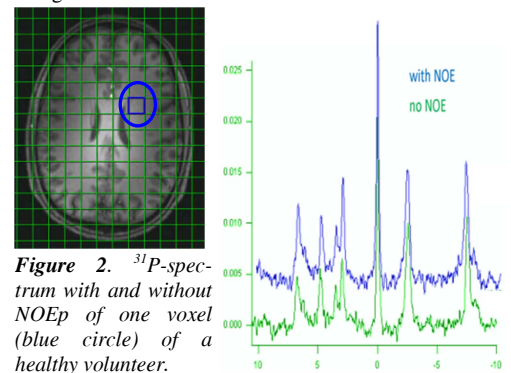 with NOE
no NOE
0.025
0.020
0.015
0.010
0.005
0.000
10 5 0 -5 -10
Figure 2. ³¹P-spec-
trum with and without
NOEp of one voxel
(blue circle) of a
healthy volunteer.